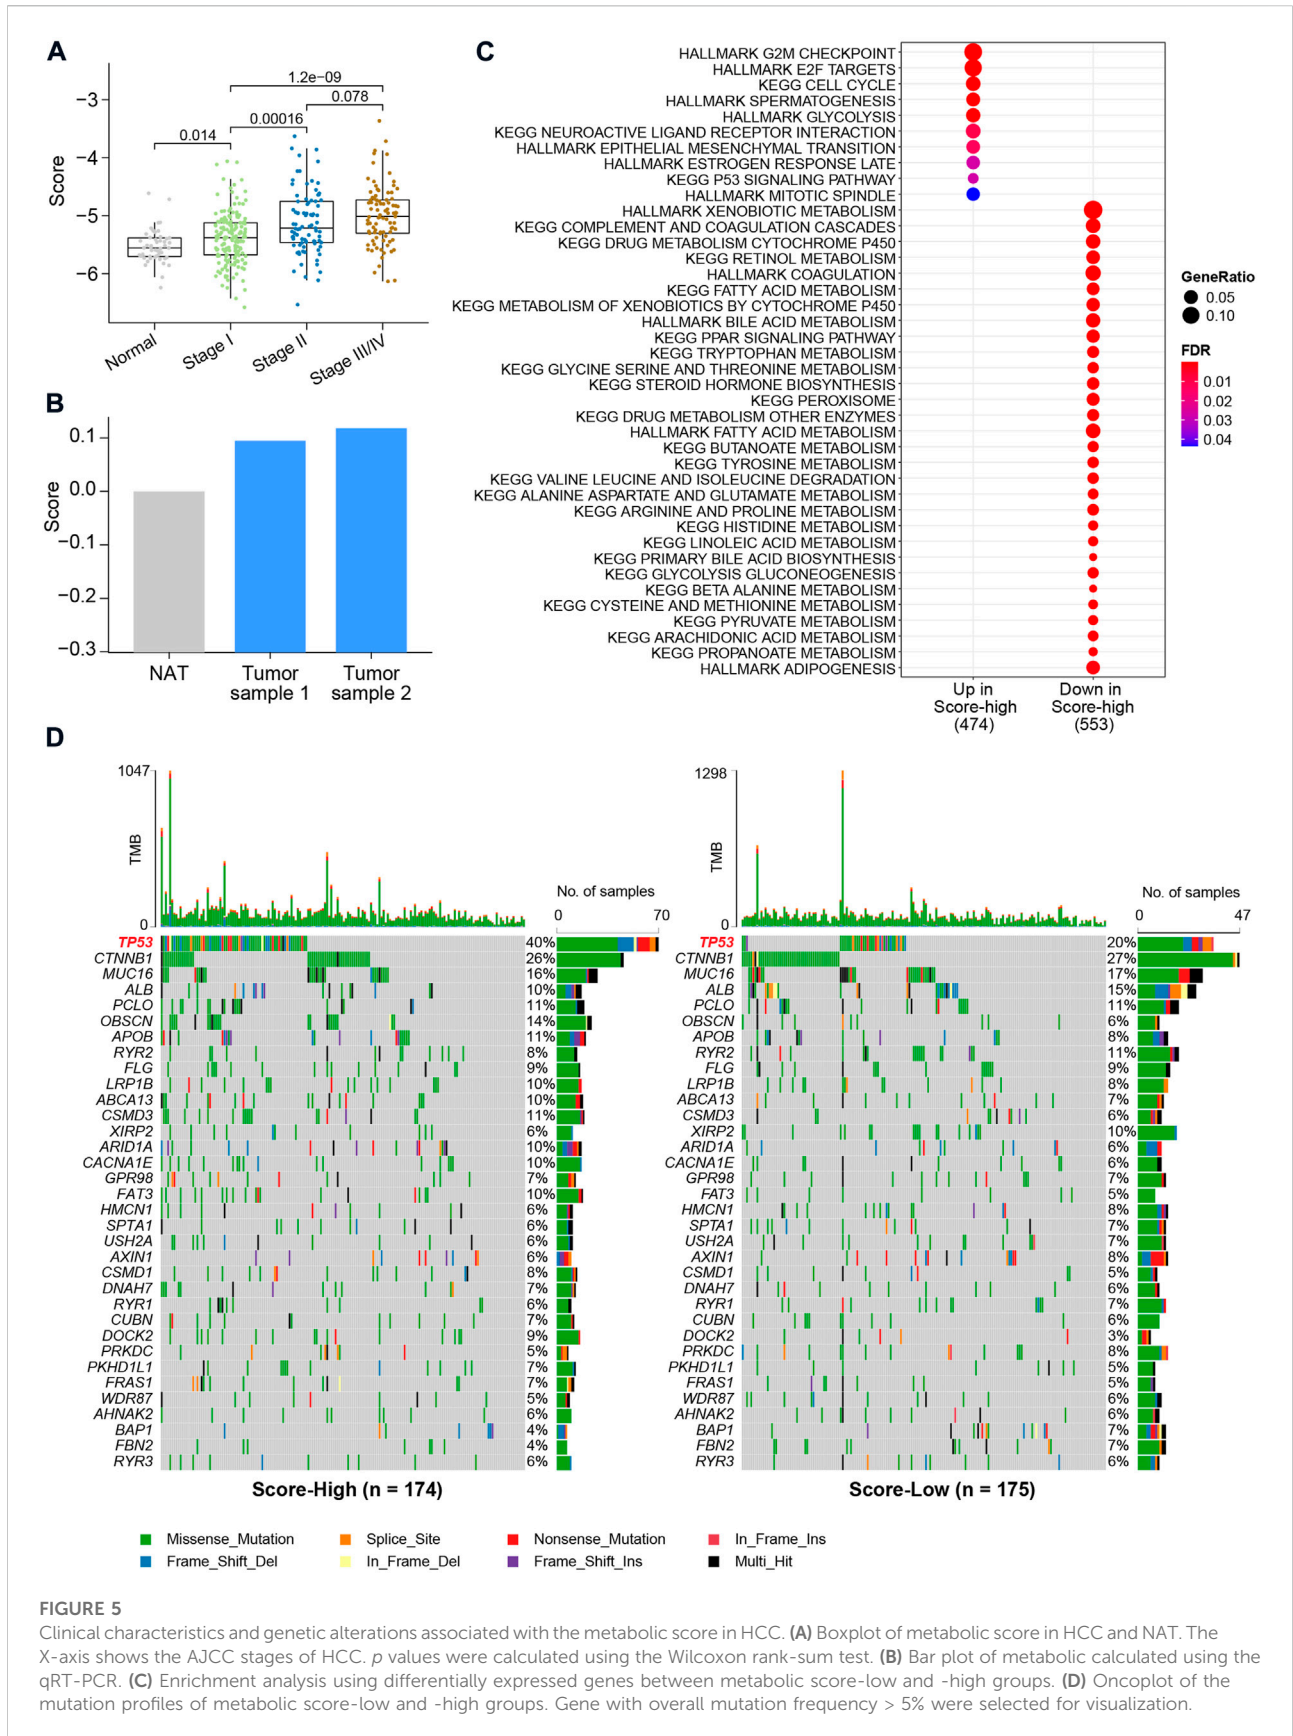 A
Score
−3
−4
−5
−6
1.2e−09
0.078
0.00016
0.014
Normal
Stage I
Stage II
Stage III/IV
B
Score
0.1
0.0
−0.1
−0.2
−0.3
NAT
Tumor
sample 1
Tumor
sample 2
C
HALLMARK G2M CHECKPOINT
HALLMARK E2F TARGETS
KEGG CELL CYCLE
HALLMARK SPERMATOGENESIS
HALLMARK GLYCOLYSIS
KEGG NEUROACTIVE LIGAND RECEPTOR INTERACTION
HALLMARK EPITHELIAL MESENCHYMAL TRANSITION
HALLMARK ESTROGEN RESPONSE LATE
KEGG P53 SIGNALING PATHWAY
HALLMARK MITOTIC SPINDLE
HALLMARK XENOBIOTIC METABOLISM
KEGG COMPLEMENT AND COAGULATION CASCADES
KEGG DRUG METABOLISM CYTOCHROME P450
KEGG RETINOL METABOLISM
HALLMARK COAGULATION
KEGG FATTY ACID METABOLISM
KEGG METABOLISM OF XENOBIOTICS BY CYTOCHROME P450
HALLMARK BILE ACID METABOLISM
KEGG PPAR SIGNALING PATHWAY
KEGG TRYPTOPHAN METABOLISM
KEGG GLYCINE SERINE AND THREONINE METABOLISM
KEGG STEROID HORMONE BIOSYNTHESIS
KEGG PEROXISOME
KEGG DRUG METABOLISM OTHER ENZYMES
HALLMARK FATTY ACID METABOLISM
KEGG BUTANOATE METABOLISM
KEGG TYROSINE METABOLISM
KEGG VALINE LEUCINE AND ISOLEUCINE DEGRADATION
KEGG ALANINE ASPARTATE AND GLUTAMATE METABOLISM
KEGG ARGININE AND PROLINE METABOLISM
KEGG HISTIDINE METABOLISM
KEGG LINOLEIC ACID METABOLISM
KEGG PRIMARY BILE ACID BIOSYNTHESIS
KEGG GLYCOLYSIS GLUCONEOGENESIS
KEGG BETA ALANINE METABOLISM
KEGG CYSTEINE AND METHIONINE METABOLISM
KEGG PYRUVATE METABOLISM
KEGG ARACHIDONIC ACID METABOLISM
KEGG PROPANOATE METABOLISM
HALLMARK ADIPOGENESIS
Up in
Score-high
(474)
Down in
Score-high
(553)
GeneRatio
0.05
0.10
FDR
0.01
0.02
0.03
0.04
D
1047
TMB
0
No. of samples
0 70
TP53 40%
CTNNB1 26%
MUC16 16%
ALB 10%
PCLO 11%
OBSCN 14%
APOB 11%
RYR2 8%
FLG 9%
LRP1B 10%
ABCA13 10%
CSMD3 11%
XIRP2 6%
ARID1A 10%
CACNA1E 10%
GPR98 7%
FAT3 10%
HMCN1 6%
SPTA1 6%
USH2A 6%
AXIN1 6%
CSMD1 8%
DNAH7 7%
RYR1 6%
CUBN 7%
DOCK2 9%
PRKDC 5%
PKHD1L1 7%
FRAS1 7%
WDR87 5%
AHNAK2 6%
BAP1 4%
FBN2 4%
RYR3 6%
Score-High (n = 174)
1298
TMB
0
No. of samples
0 47
TP53 20%
CTNNB1 27%
MUC16 17%
ALB 15%
PCLO 11%
OBSCN 6%
APOB 8%
RYR2 11%
FLG 9%
LRP1B 8%
ABCA13 7%
CSMD3 6%
XIRP2 10%
ARID1A 6%
CACNA1E 6%
GPR98 7%
FAT3 5%
HMCN1 8%
SPTA1 7%
USH2A 7%
AXIN1 8%
CSMD1 5%
DNAH7 6%
RYR1 7%
CUBN 6%
DOCK2 3%
PRKDC 8%
PKHD1L1 5%
FRAS1 5%
WDR87 6%
AHNAK2 6%
BAP1 7%
FBN2 7%
RYR3 6%
Score-Low (n = 175)
Missense_Mutation Splice_Site Nonsense_Mutation In_Frame_Ins
Frame_Shift_Del In_Frame_Del Frame_Shift_Ins Multi_Hit
FIGURE 5
Clinical characteristics and genetic alterations associated with the metabolic score in HCC. (A) Boxplot of metabolic score in HCC and NAT. The
X-axis shows the AJCC stages of HCC. p values were calculated using the Wilcoxon rank-sum test. (B) Bar plot of metabolic calculated using the
qRT-PCR. (C) Enrichment analysis using differentially expressed genes between metabolic score-low and -high groups. (D) Oncoplot of the
mutation profiles of metabolic score-low and -high groups. Gene with overall mutation frequency > 5% were selected for visualization.